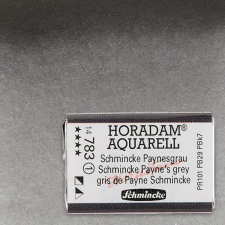 HORADAM®
AQUARELL
14 783 1
★★★★
Schmincke Paynesgrau
Schmincke Payne's grey
gris de Payne Schmincke
Schmincke
PR101 PB29 PBk7